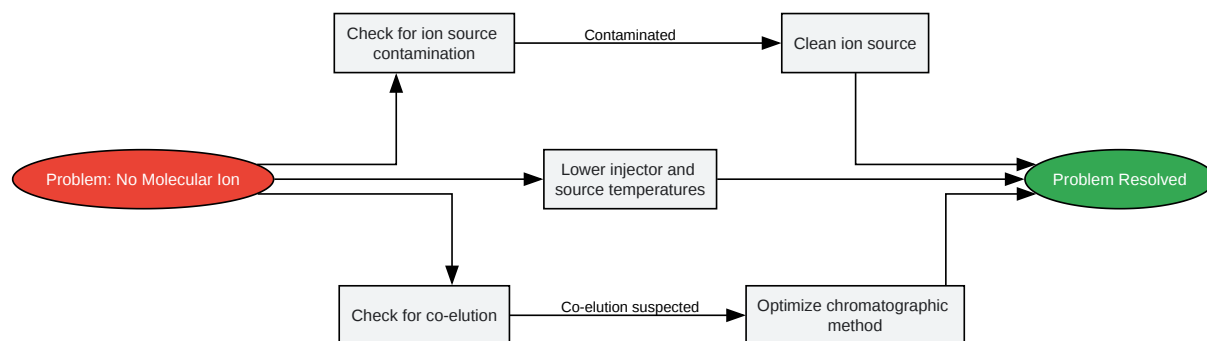 Check for ion source
contamination
Contaminated
Clean ion source
Problem: No Molecular Ion
Lower injector and
source temperatures
Problem Resolved
Check for co-elution
Co-elution suspected
Optimize chromatographic
method